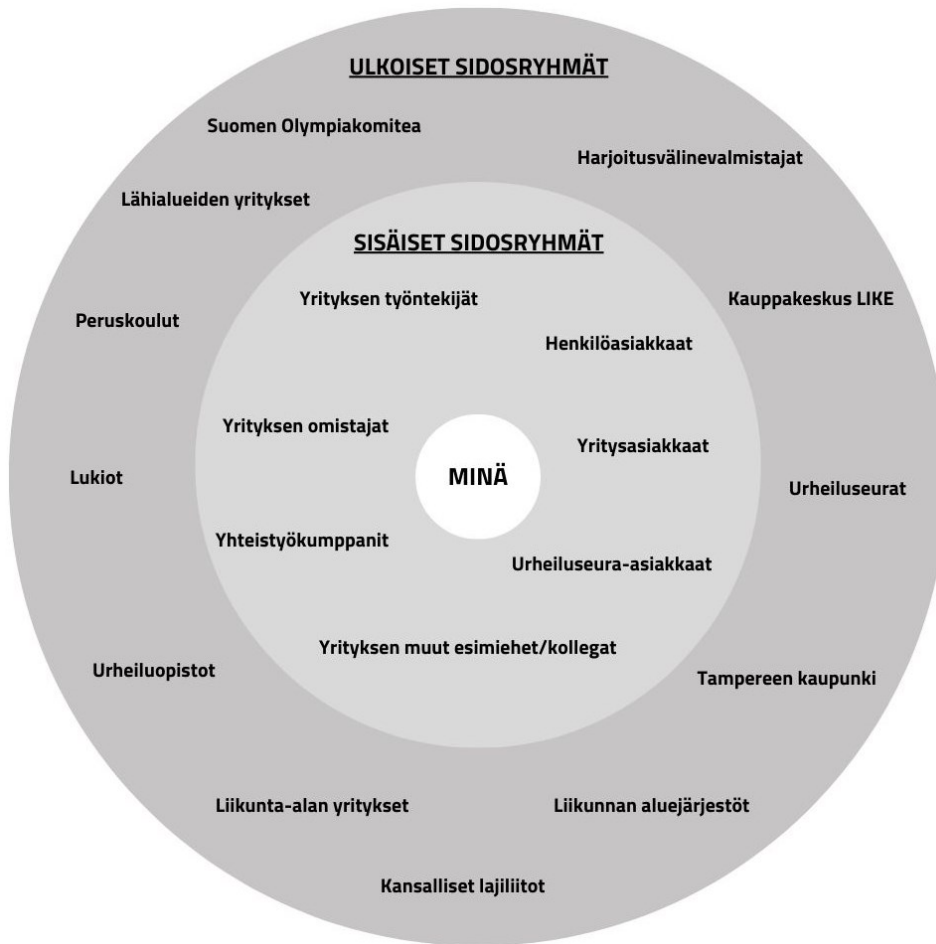 ULKOISET SIDOSRYHMÄT
Suomen Olympiakomitea
Harjoitusvälinevalmistajat
Lähialueiden yritykset
SISÄISET SIDOSRYHMÄT
Yrityksen työntekijät
Kauppakeskus LIKE
Peruskoulut
Henkilöasiakkaat
Yrityksen omistajat
Yritysasiakkaat
MINÄ
Lukiot
Urheiluseurat
Yhteistyökumppanit
Urheiluseura-asiakkaat
Yrityksen muut esimiehet/kollegat
Urheiluopistot
Tampereen kaupunki
Liikunta-alan yritykset
Liikunnan aluejärjestöt
Kansalliset lajiliitot